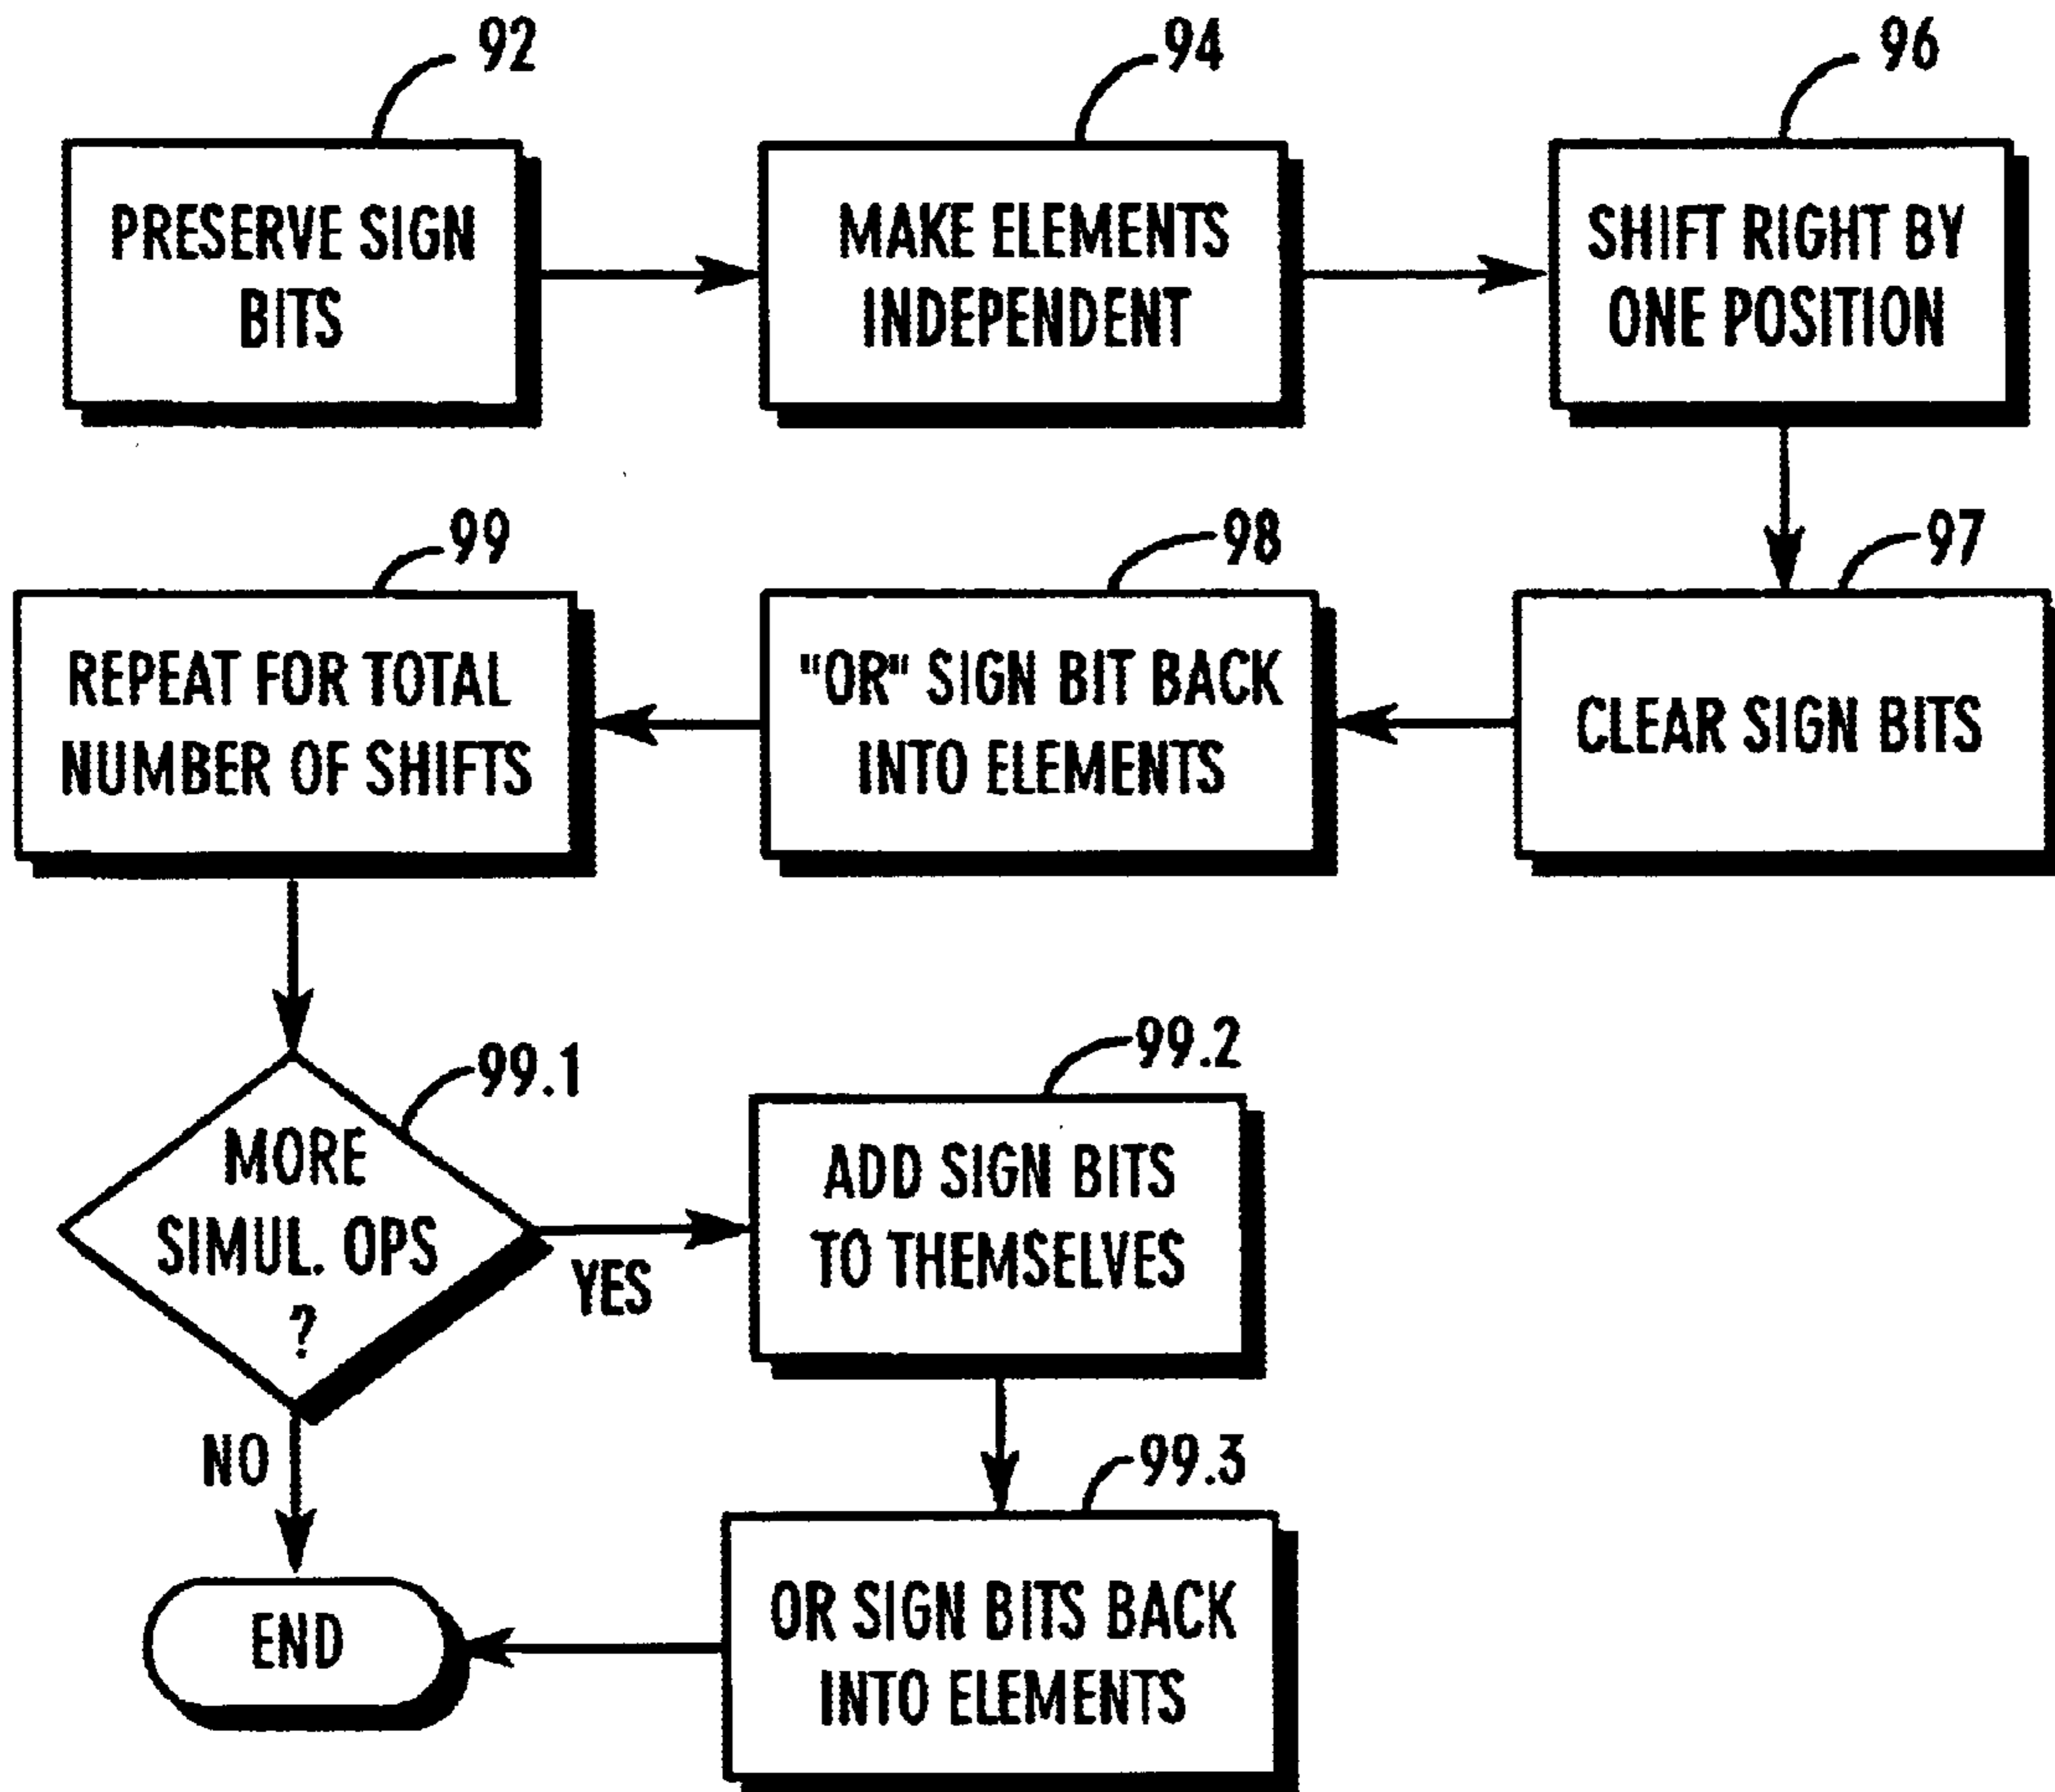 92
PRESERVE SIGN
BITS
94
MAKE ELEMENTS
INDEPENDENT
96
SHIFT RIGHT BY
ONE POSITION
97
CLEAR SIGN BITS
98
"OR" SIGN BIT BACK
INTO ELEMENTS
99
REPEAT FOR TOTAL
NUMBER OF SHIFTS
99.1
MORE
SIMUL. OPS
?
YES
NO
99.2
ADD SIGN BITS
TO THEMSELVES
99.3
OR SIGN BITS BACK
INTO ELEMENTS
END